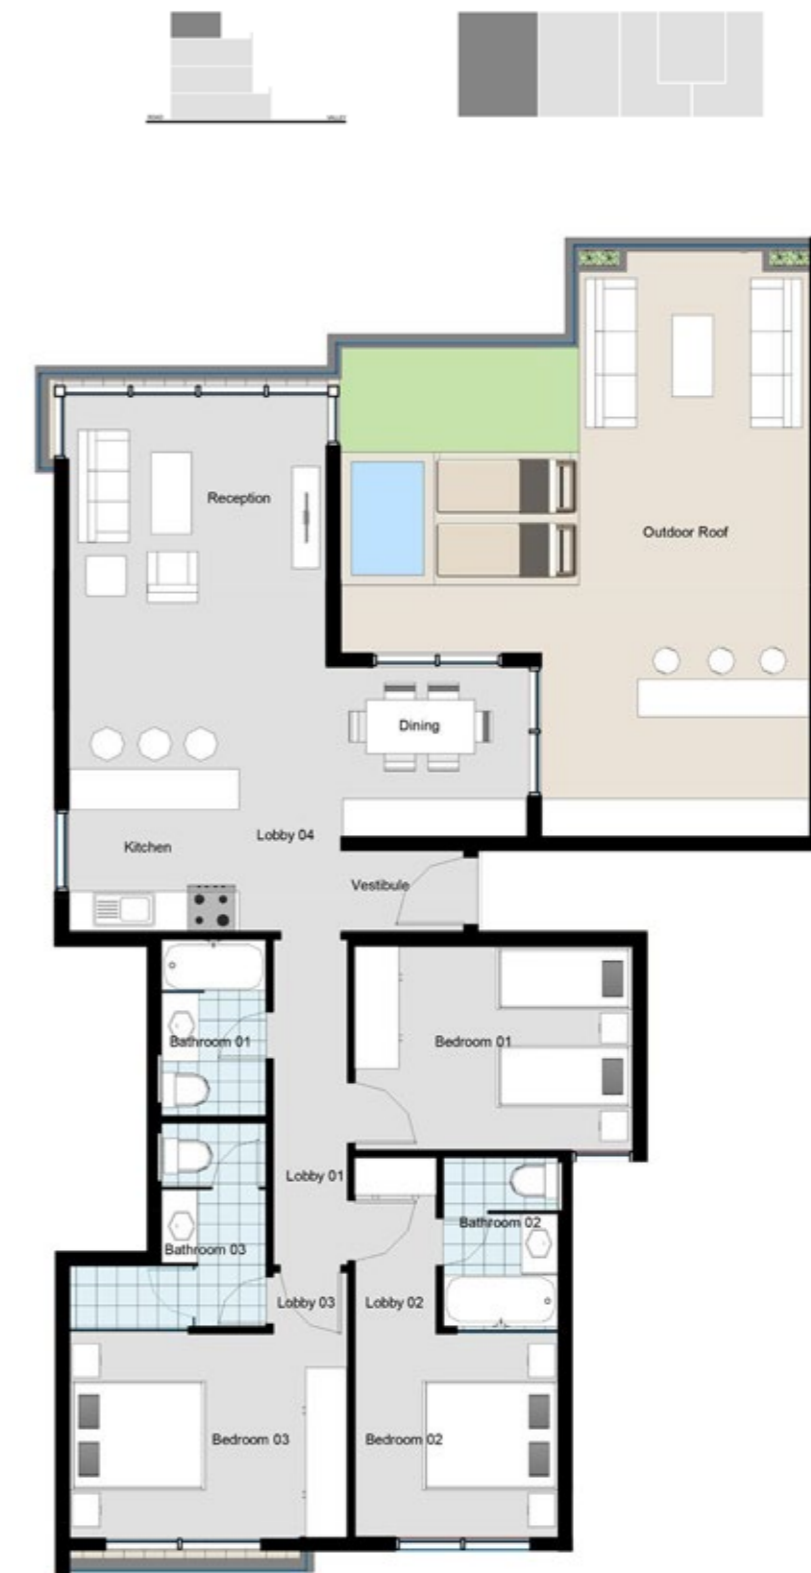 ROAD
VALLEY
Reception
Outdoor Roof
Dining
Lobby 04
Kitchen
Vestibule
Bathroom 01
Bedroom 01
Lobby 01
Bathroom 02
Bathroom 03
Lobby 03
Lobby 02
Bedroom 03
Bedroom 02